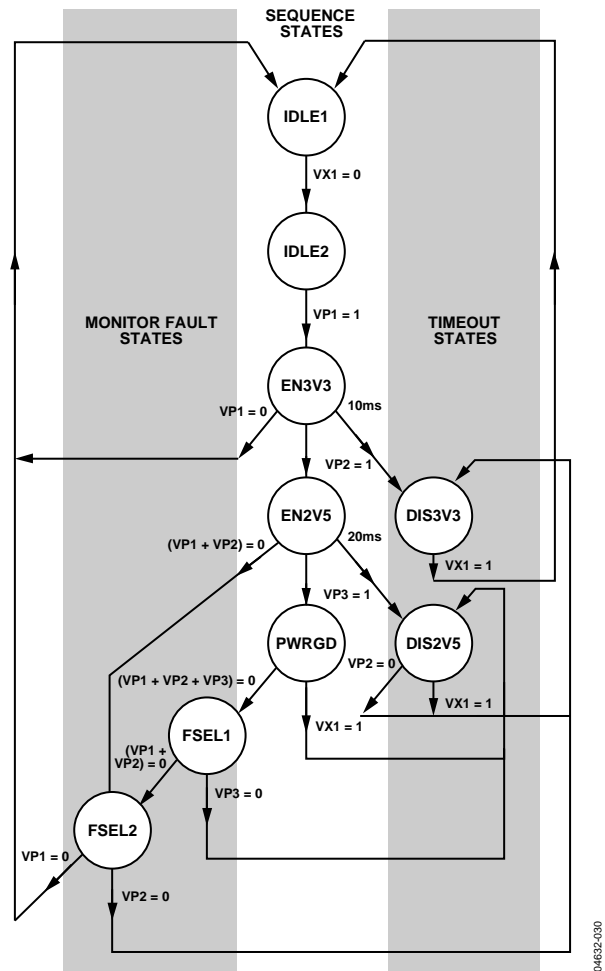 SEQUENCE
STATES
IDLE1
VX1 = 0
IDLE2
MONITOR FAULT
STATES
TIMEOUT
STATES
VP1 = 1
EN3V3
VP1 = 0
10ms
VP2 = 1
EN2V5
DIS3V3
(VP1 + VP2) = 0
20ms
VX1 = 1
VP3 = 1
PWRGD
DIS2V5
VP2 = 0
(VP1 + VP2 + VP3) = 0
VX1 = 1
VX1 = 1
FSEL1
(VP1 +
VP2) = 0
VP3 = 0
FSEL2
VP1 = 0
VP2 = 0
04632-030